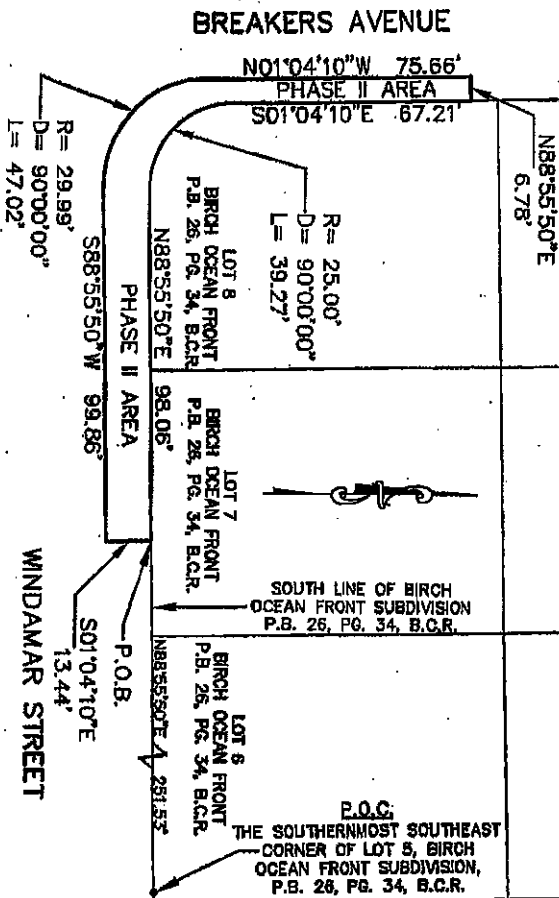 BREAKERS AVENUE
N01°04'10"W 75.66'
PHASE II AREA
S01°04'10"E 67.21'
N88°55'50"E
6.78'
R= 29.99'
D= 90°00'00"
L= 47.02'
R= 25.00'
D= 90°00'00"
L= 39.27'
LOT 8
BIRCH OCEAN FRONT
P.B. 26, PG. 34, B.C.R.
N88°55'50"E 98.06'
PHASE II AREA
S88°55'50"W 99.86'
LOT 7
BIRCH OCEAN FRONT
P.B. 26, PG. 34, B.C.R.
SOUTH LINE OF BIRCH
OCEAN FRONT SUBDIVISION
P.B. 26, PG. 34, B.C.R.
P.O.B.
S01°04'10"E
13.44'
WINDAMAR STREET
LOT 6
BIRCH OCEAN FRONT
P.B. 26, PG. 34, B.C.R.
N88°55'50"E 251.53'
P.O.C.
THE SOUTHERNMOST SOUTHEAST
CORNER OF LOT 5, BIRCH
OCEAN FRONT SUBDIVISION,
P.B. 26, PG. 34, B.C.R.